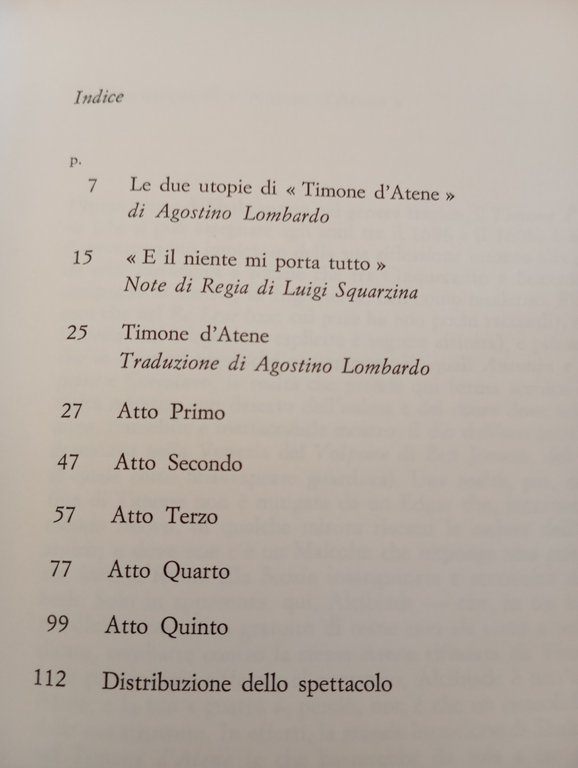 Indice
p.
7 Le due utopie di « Timone d'Atene »
di Agostino Lombardo
15 « E il niente mi porta tutto »
Note di Regia di Luigi Squarzina
25 Timone d'Atene
Traduzione di Agostino Lombardo
27 Atto Primo
47 Atto Secondo
57 Atto Terzo
77 Atto Quarto
99 Atto Quinto
112 Distribuzione dello spettacolo